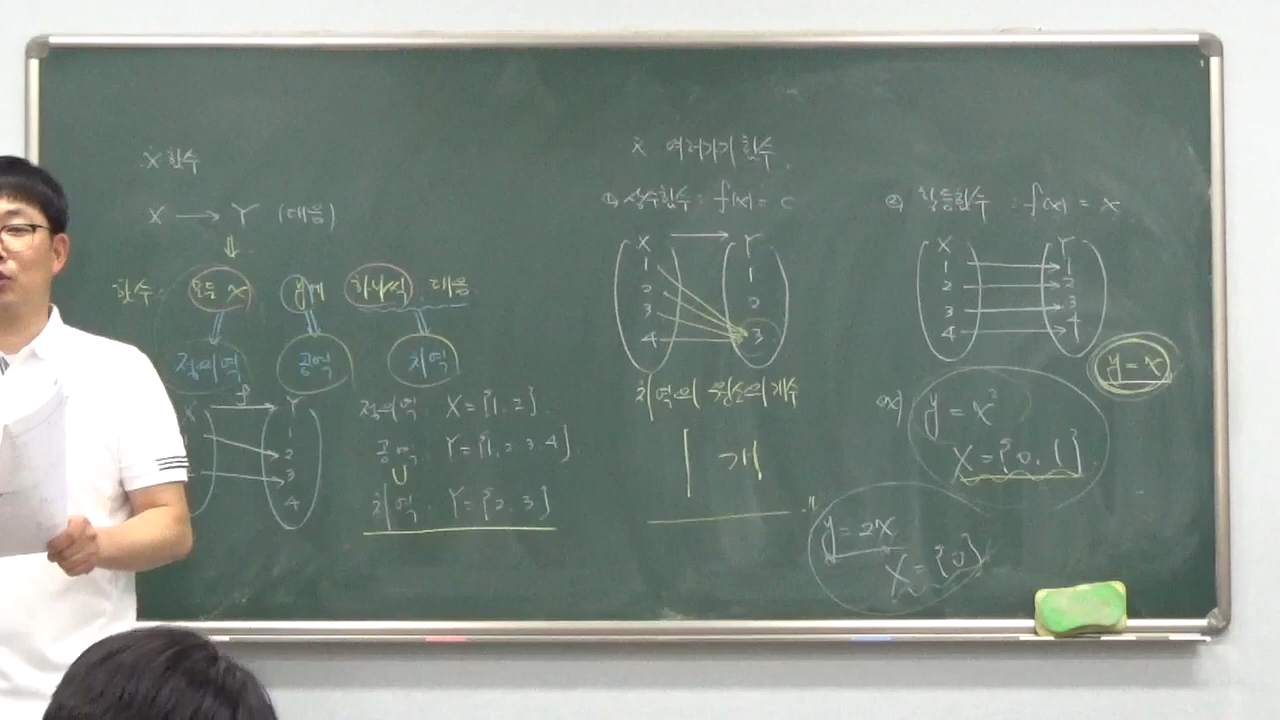 ※ 함수
X → Y (대응)
⇓
함수 : 모든 x y에 하나씩 대응
정의역 공역 치역
X f Y
2
3
4
정의역 X = {1, 2}
공역 Y = {1, 2, 3, 4}
∪
치역 Y = {2, 3}
※ 여러가지 함수
① 상수함수 : f(x) = c
X → Y
1 1
2 2
3 3
4
치역의 원소의 개수
1 개
② 항등함수 : f(x) = x
X Y
1 1
2 2
3 3
4 4
y = x
ex) y = x²
X = {0, 1}
y = 2x
X = {0}